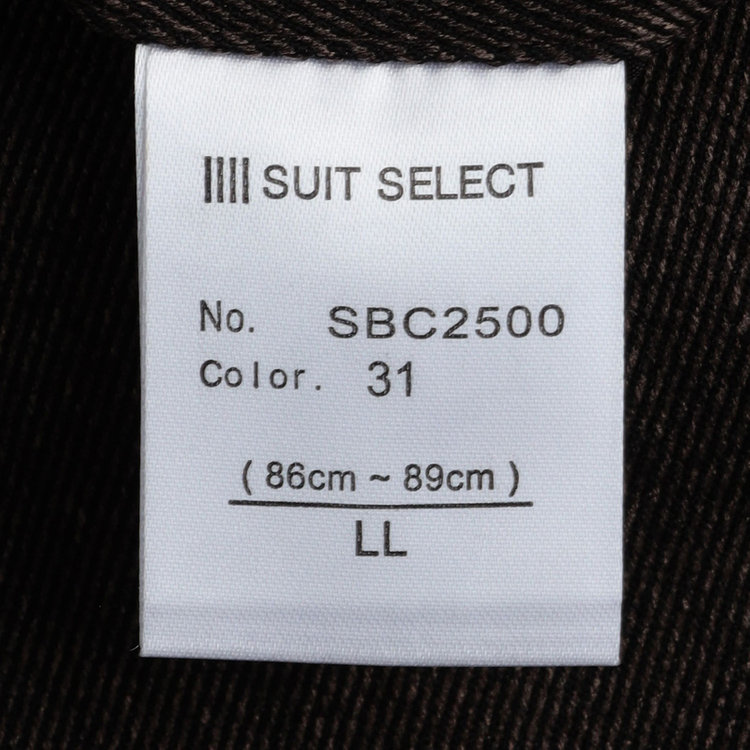 SUIT SELECT
No. SBC2500
Color. 31
( 86cm ~ 89cm )
LL